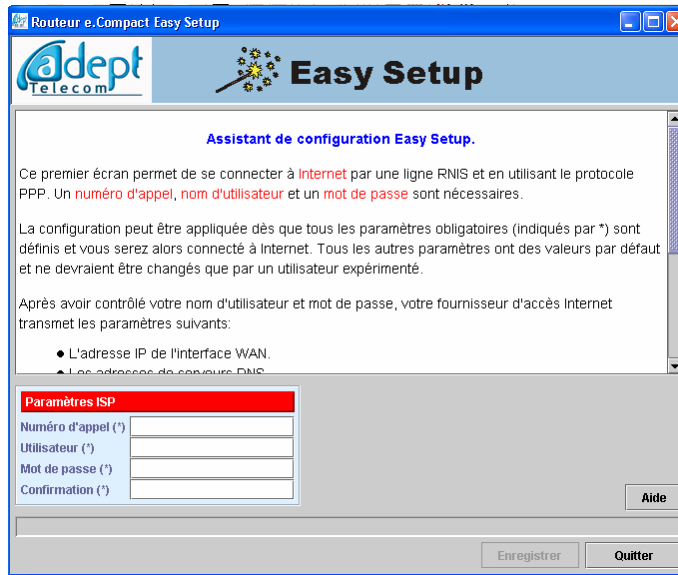 Routeur e.Compact Easy Setup
adept
Telecom
Easy Setup
Assistant de configuration Easy Setup.
Ce premier écran permet de se connecter à Internet par une ligne RNIS et en utilisant le protocole
PPP. Un numéro d'appel, nom d'utilisateur et un mot de passe sont nécessaires.
La configuration peut être appliquée dès que tous les paramètres obligatoires (indiqués par *) sont
définis et vous serez alors connecté à Internet. Tous les autres paramètres ont des valeurs par défaut
et ne devraient être changés que par un utilisateur expérimenté.
Après avoir contrôlé votre nom d'utilisateur et mot de passe, votre fournisseur d'accès Internet
transmet les paramètres suivants:
● L'adresse IP de l'interface WAN.
● Les adresses de serveurs DNS.
Paramètres ISP
Numéro d'appel (*)
Utilisateur (*)
Mot de passe (*)
Confirmation (*)
Aide
Enregistrer
Quitter